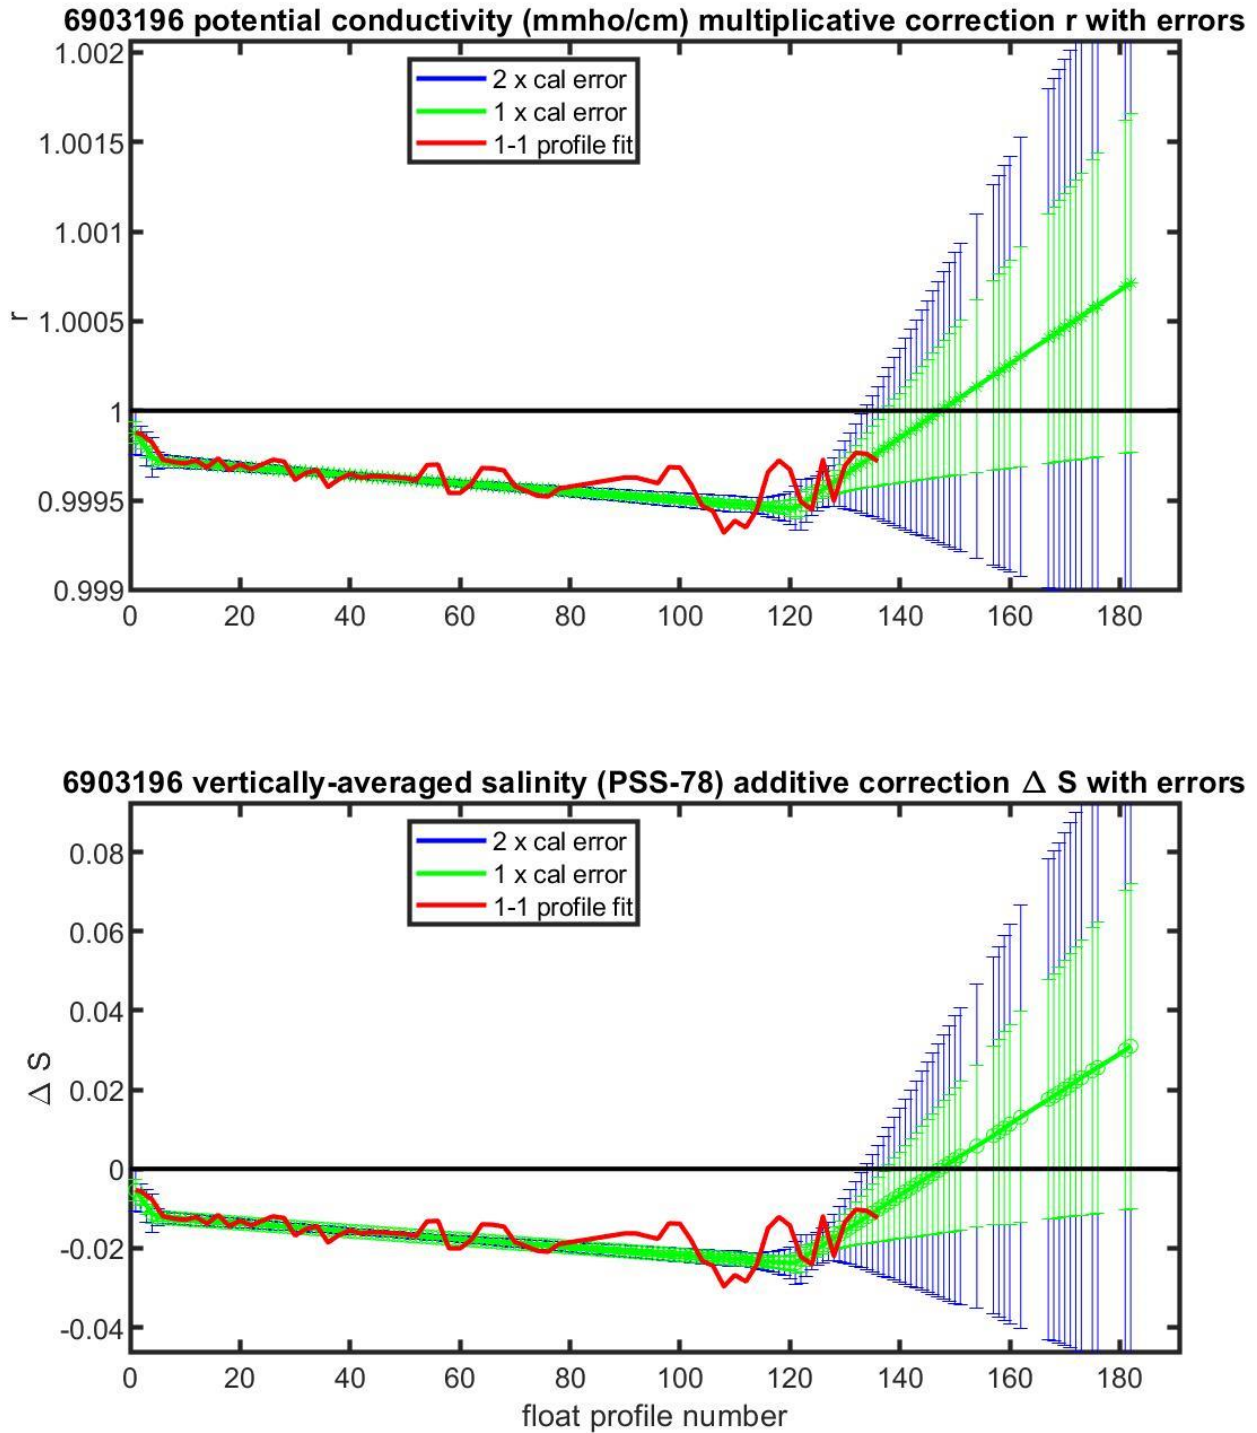 6903196 potential conductivity (mmho/cm) multiplicative correction r with errors
1.002
1.0015
1.001
1.0005
1
0.9995
0.999
r
2 x cal error
1 x cal error
1-1 profile fit
0 20 40 60 80 100 120 140 160 180
6903196 vertically-averaged salinity (PSS-78) additive correction Δ S with errors
0.08
0.06
0.04
0.02
0
-0.02
-0.04
Δ S
2 x cal error
1 x cal error
1-1 profile fit
0 20 40 60 80 100 120 140 160 180
float profile number